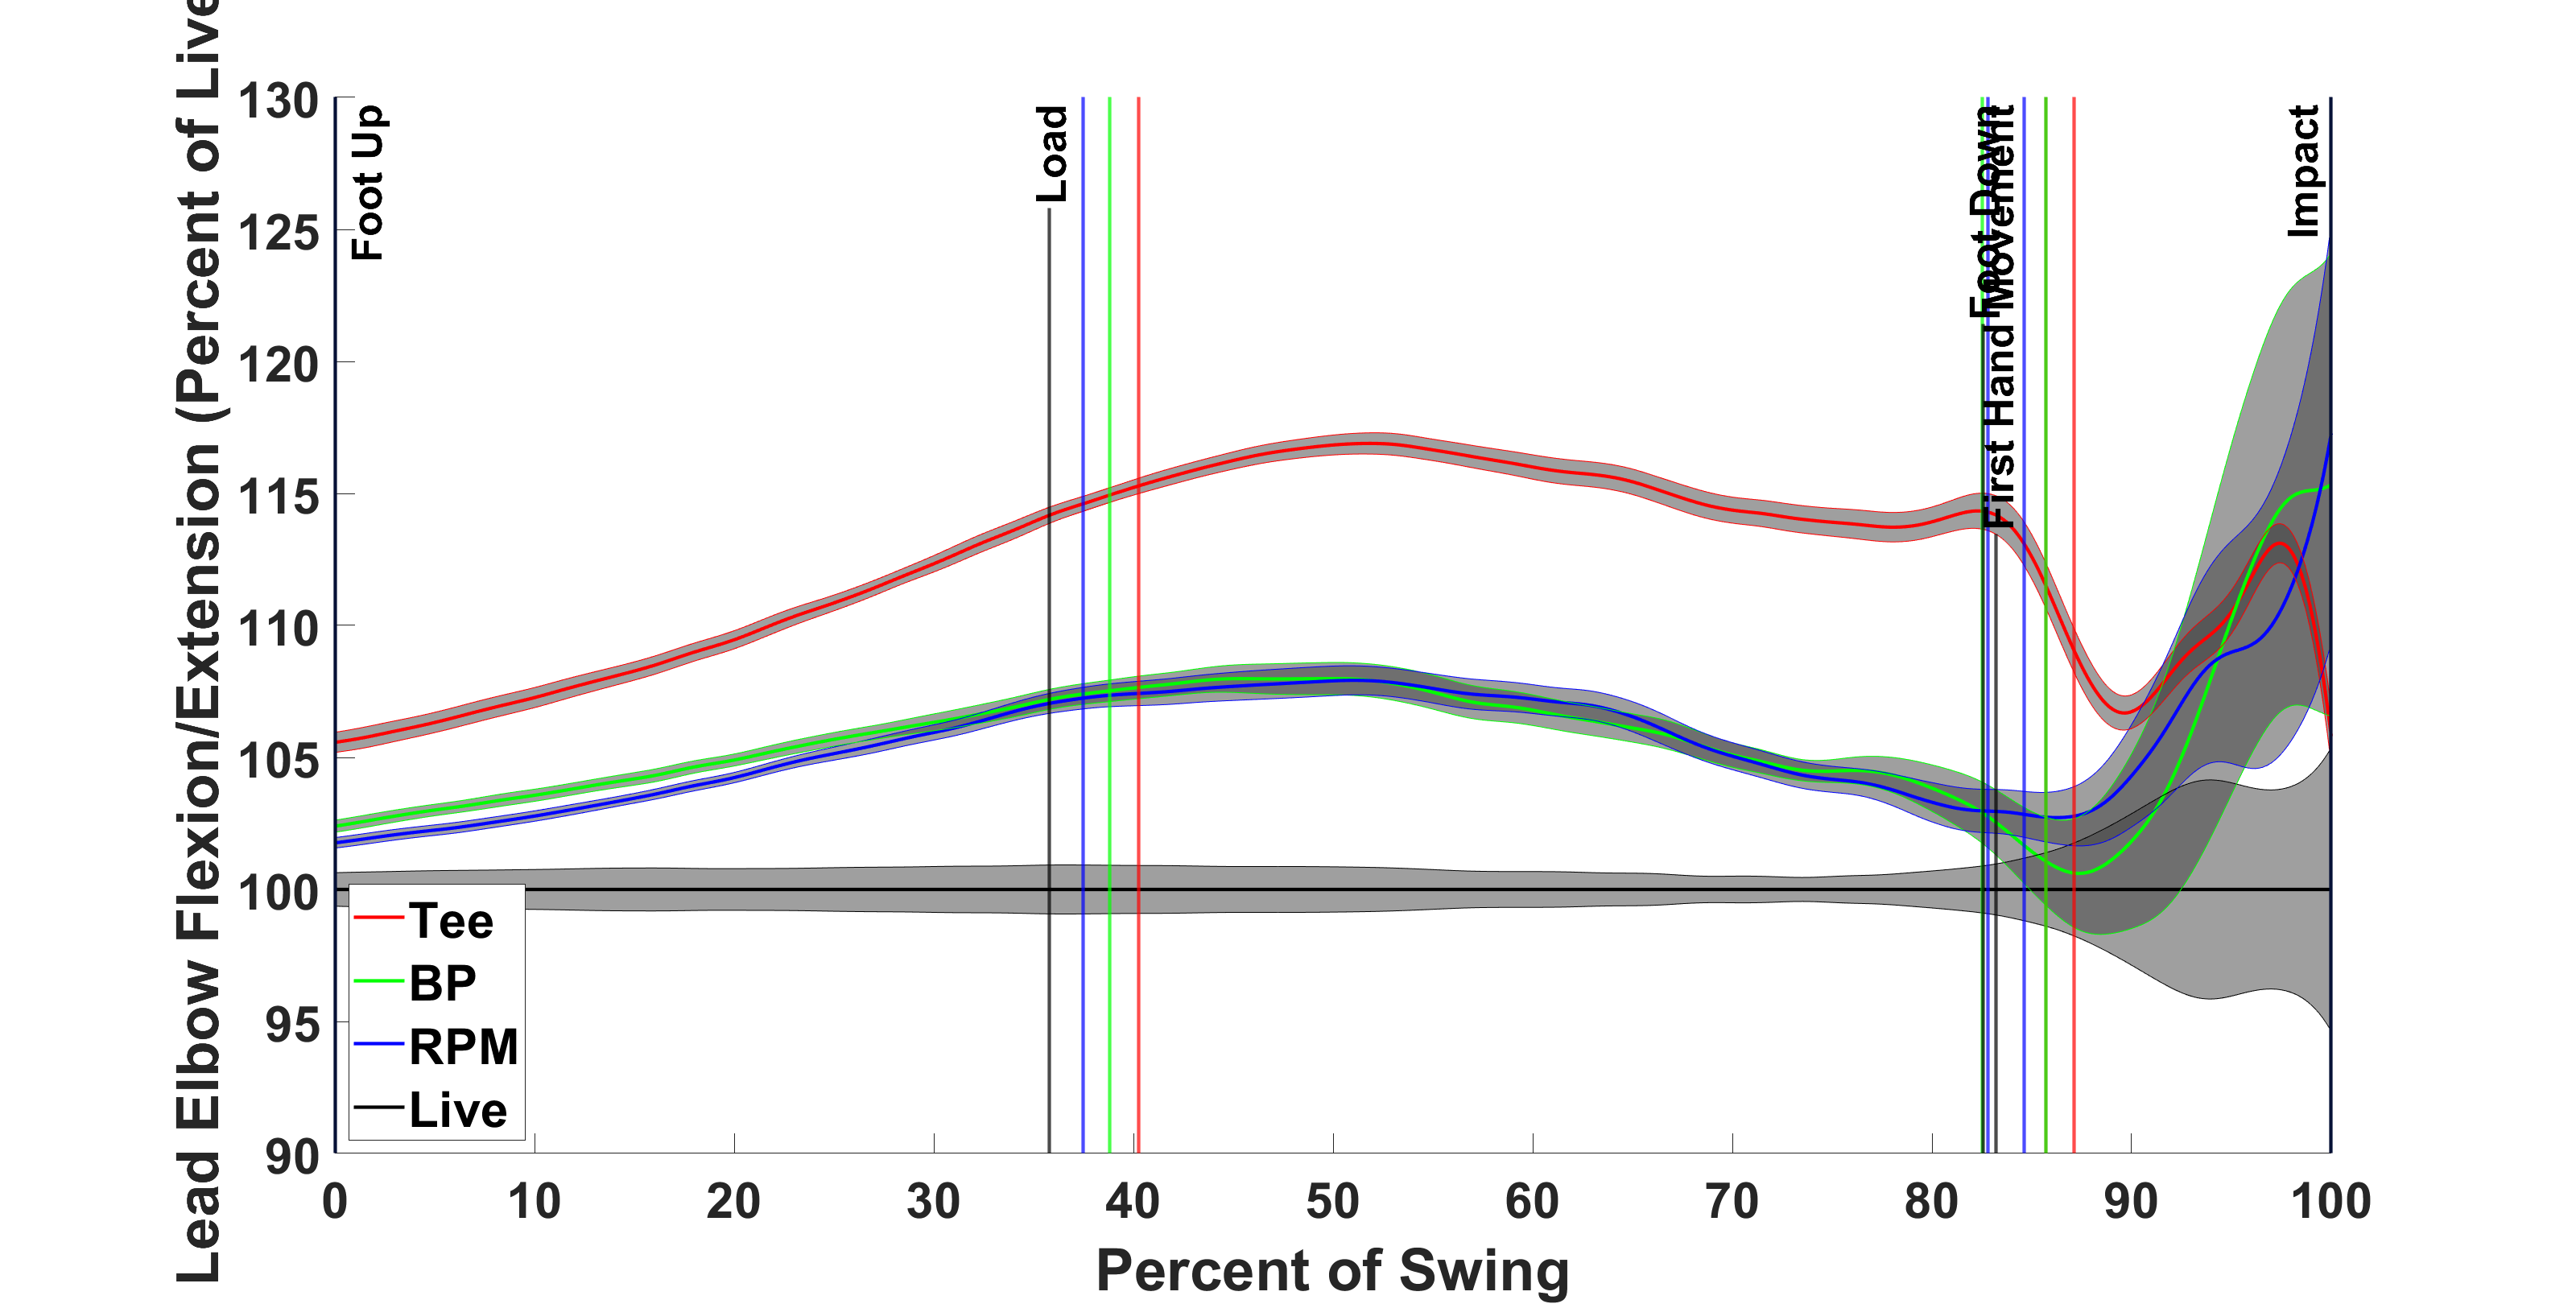 Lead Elbow Flexion/Extension (Percent of Live
130
125
120
115
110
105
100
95
90
Foot Up
Load
Foot Down
First Hand Movement
Impact
Tee
BP
RPM
Live
0 10 20 30 40 50 60 70 80 90 100
Percent of Swing